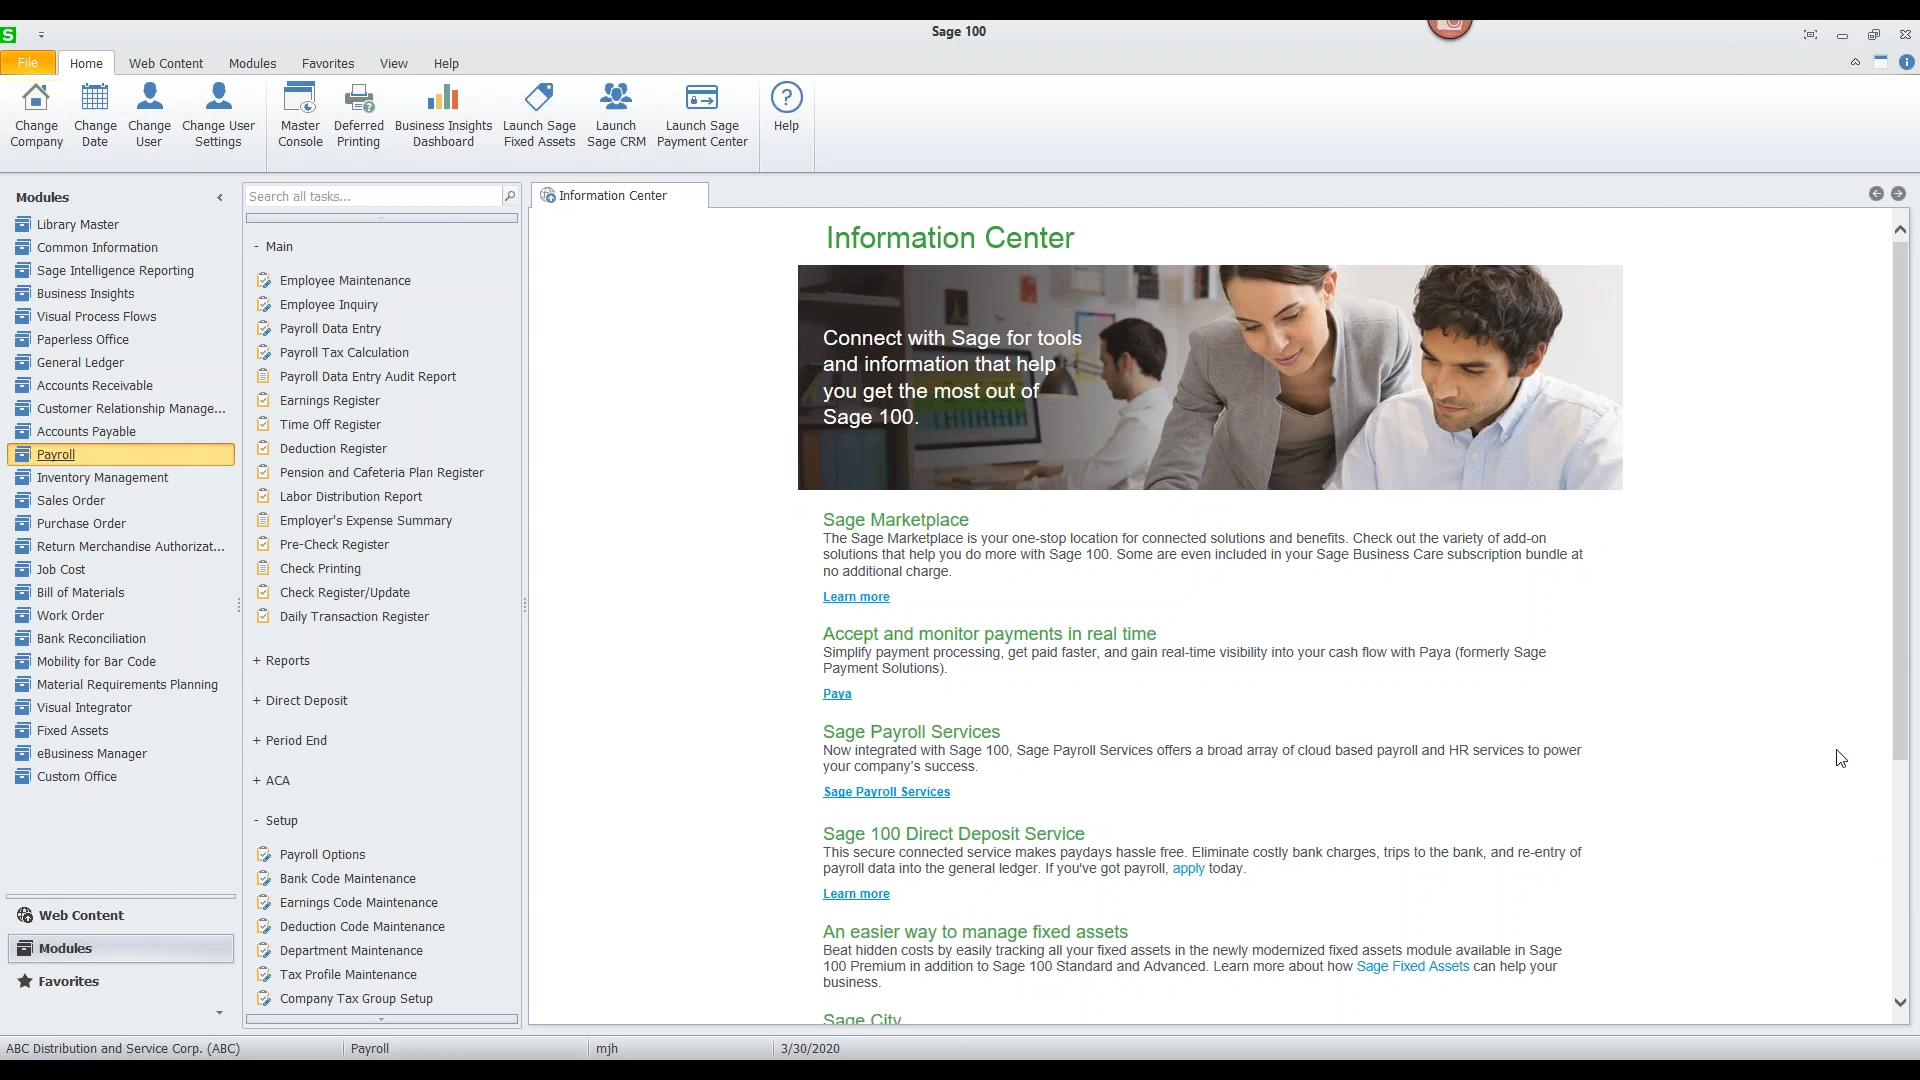 S
Sage 100
File
Home
Web Content
Modules
Favorites
View
Help
Change Company
Change Date
Change User
Change User Settings
Master Console
Deferred Printing
Business Insights Dashboard
Launch Sage Fixed Assets
Launch Sage CRM
Launch Sage Payment Center
Help
Modules
Library Master
Common Information
Sage Intelligence Reporting
Business Insights
Visual Process Flows
Paperless Office
General Ledger
Accounts Receivable
Customer Relationship Manage...
Accounts Payable
Payroll
Inventory Management
Sales Order
Purchase Order
Return Merchandise Authorizat...
Job Cost
Bill of Materials
Work Order
Bank Reconciliation
Mobility for Bar Code
Material Requirements Planning
Visual Integrator
Fixed Assets
eBusiness Manager
Custom Office
Web Content
Modules
Favorites
Search all tasks...
- Main
Employee Maintenance
Employee Inquiry
Payroll Data Entry
Payroll Tax Calculation
Payroll Data Entry Audit Report
Earnings Register
Time Off Register
Deduction Register
Pension and Cafeteria Plan Register
Labor Distribution Report
Employer's Expense Summary
Pre-Check Register
Check Printing
Check Register/Update
Daily Transaction Register
+ Reports
+ Direct Deposit
+ Period End
+ ACA
- Setup
Payroll Options
Bank Code Maintenance
Earnings Code Maintenance
Deduction Code Maintenance
Department Maintenance
Tax Profile Maintenance
Company Tax Group Setup
Information Center
Information Center
Connect with Sage for tools
and information that help
you get the most out of
Sage 100.
Sage Marketplace
The Sage Marketplace is your one-stop location for connected solutions and benefits. Check out the variety of add-on
solutions that help you do more with Sage 100. Some are even included in your Sage Business Care subscription bundle at
no additional charge.
Learn more
Accept and monitor payments in real time
Simplify payment processing, get paid faster, and gain real-time visibility into your cash flow with Paya (formerly Sage
Payment Solutions).
Paya
Sage Payroll Services
Now integrated with Sage 100, Sage Payroll Services offers a broad array of cloud based payroll and HR services to power
your company's success.
Sage Payroll Services
Sage 100 Direct Deposit Service
This secure connected service makes paydays hassle free. Eliminate costly bank charges, trips to the bank, and re-entry of
payroll data into the general ledger. If you've got payroll, apply today.
Learn more
An easier way to manage fixed assets
Beat hidden costs by easily tracking all your fixed assets in the newly modernized fixed assets module available in Sage
100 Premium in addition to Sage 100 Standard and Advanced. Learn more about how Sage Fixed Assets can help your
business.
Sage City
ABC Distribution and Service Corp. (ABC)
Payroll
mjh
3/30/2020